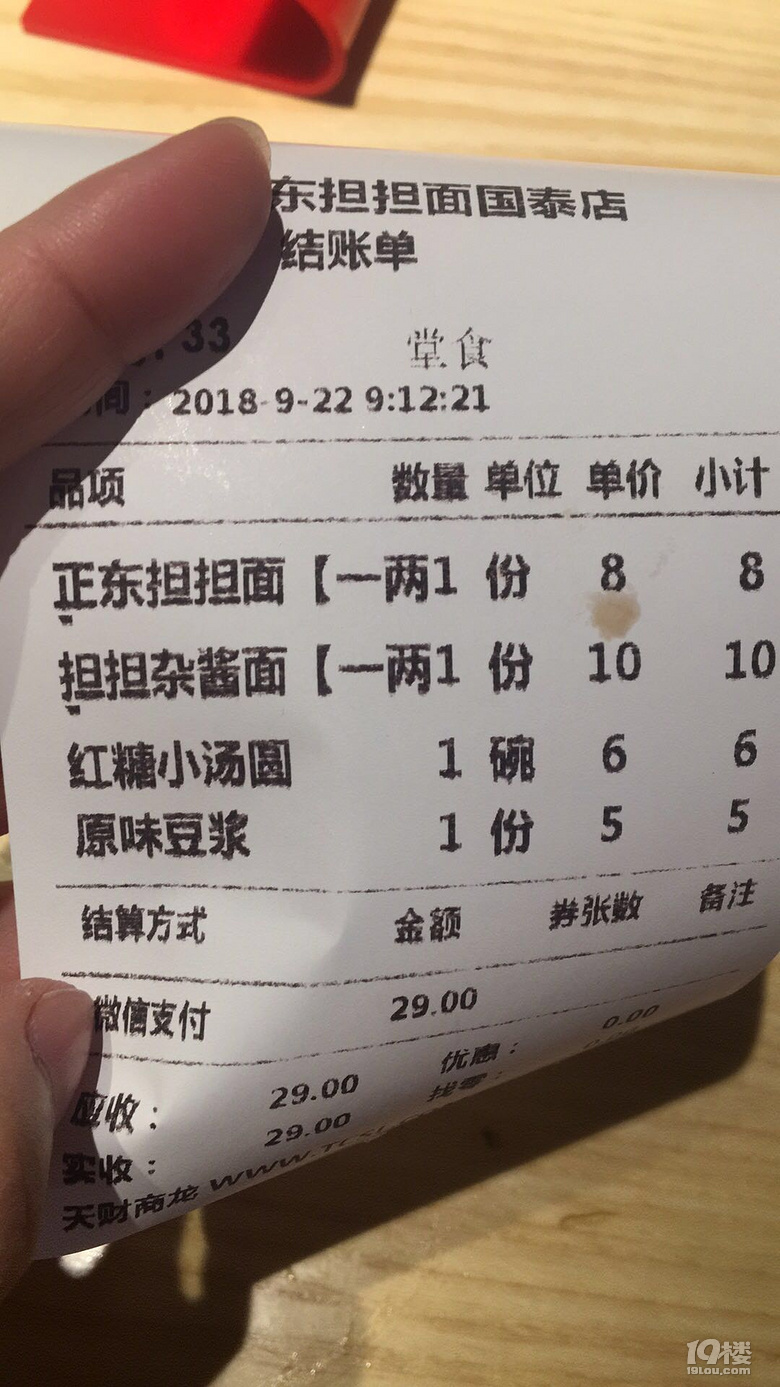 东担担面国泰店
结账单
33 堂食
间：2018-9-22 9:12:21
品项 数量 单位 单价 小计
正东担担面【一两1 份 8 8
担担杂酱面【一两1 份 10 10
红糖小汤圆 1 碗 6 6
原味豆浆 1 份 5 5
结算方式 金额 券张数 备注
微信支付 29.00
应收： 29.00 优惠： 0.00
实收： 29.00 找零：
天财商龙 www.tcsl
19楼
19lou.com